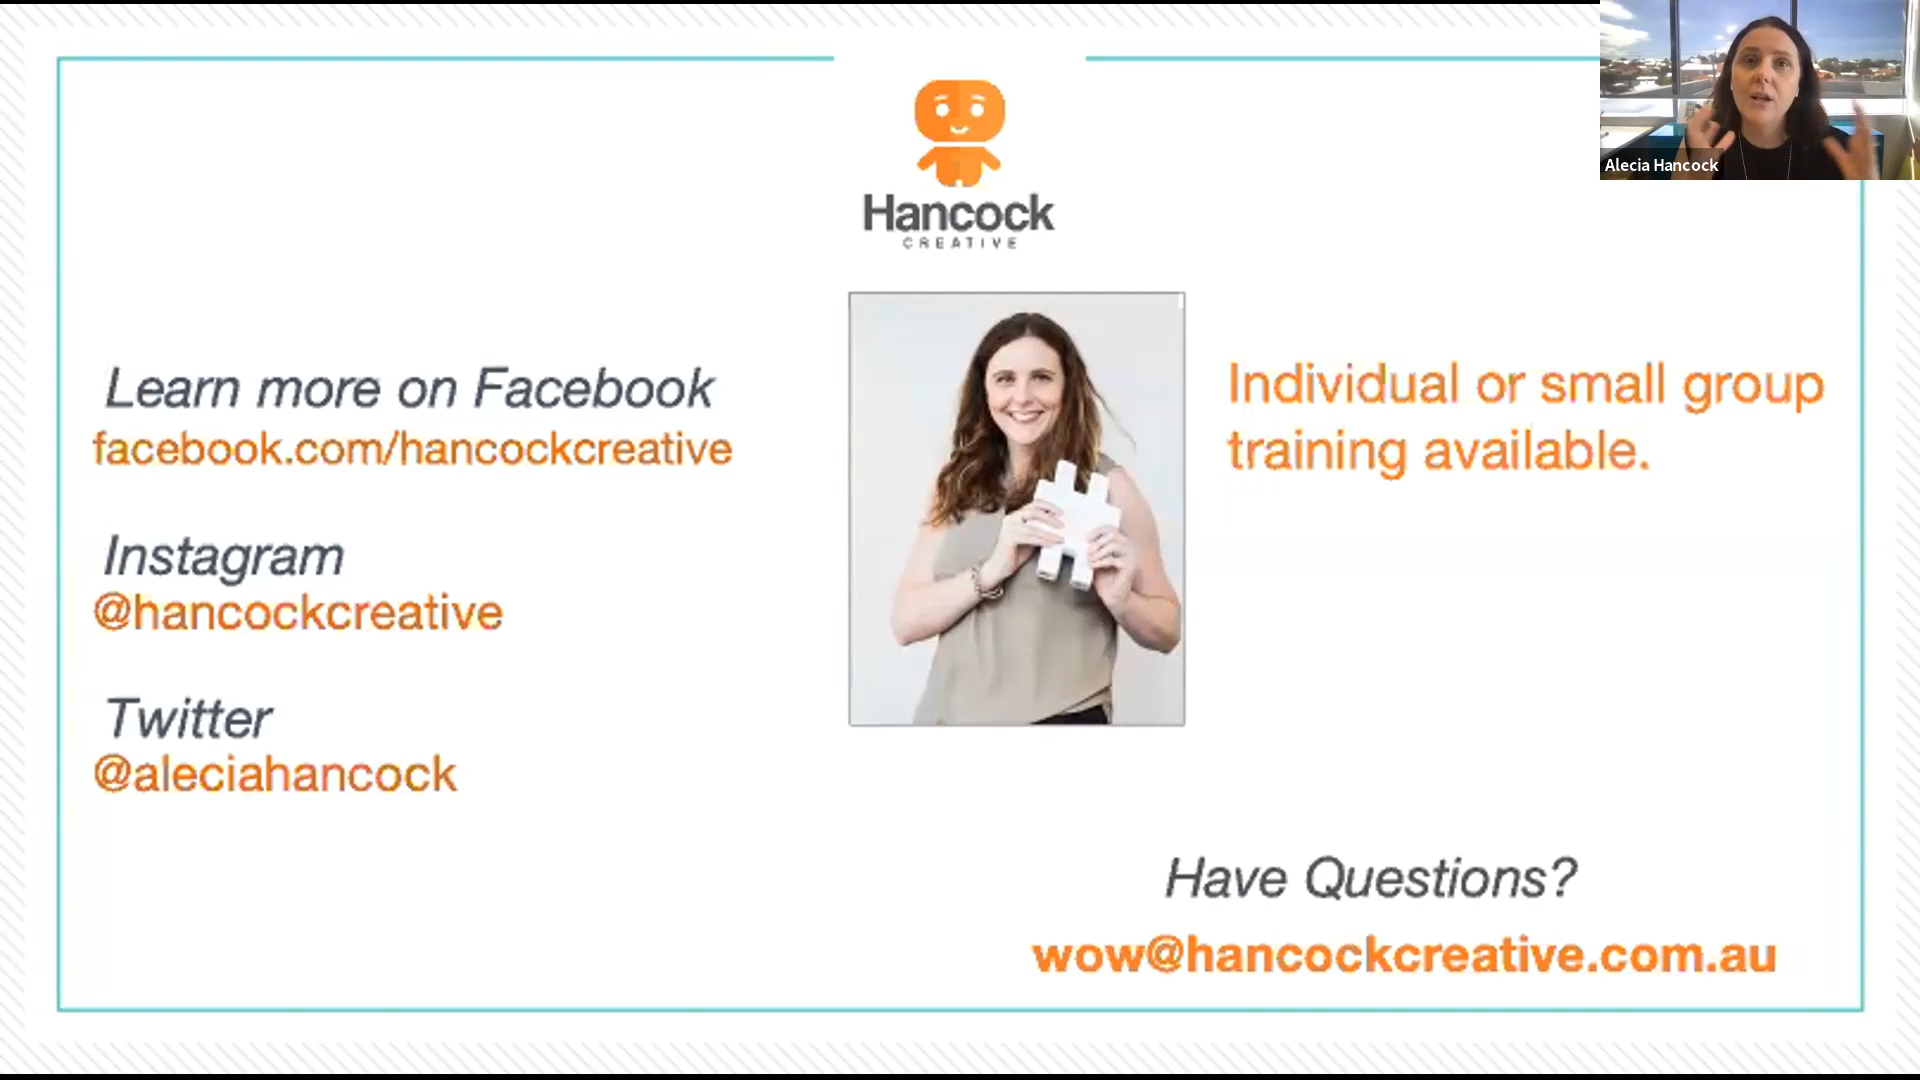 Alecia Hancock
Hancock
CREATIVE
Learn more on Facebook
facebook.com/hancockcreative
Instagram
@hancockcreative
Twitter
@aleciahancock
Individual or small group
training available.
Have Questions?
wow@hancockcreative.com.au